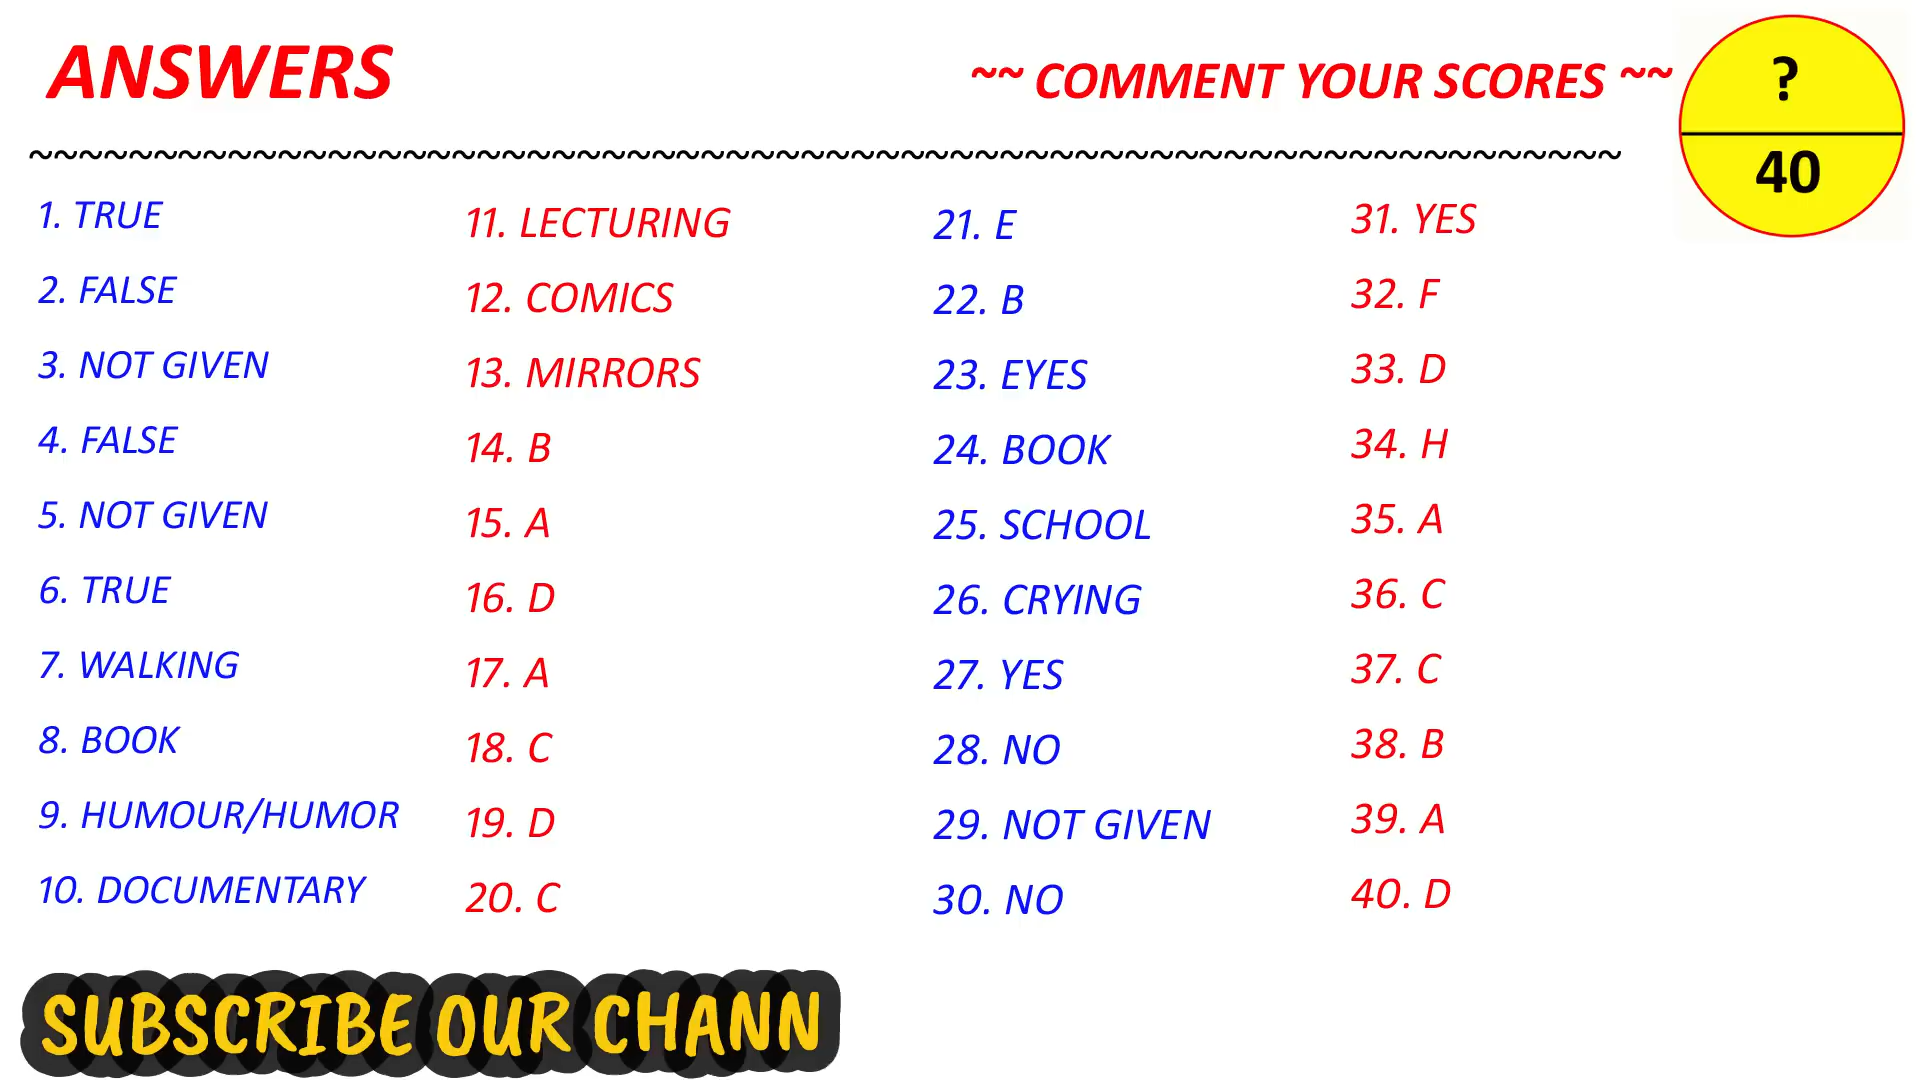 ANSWERS
~~ COMMENT YOUR SCORES ~~
?
40
~~~~~~~~~~~~~~~~~~~~~~~~~~~~~~~~~~~~~~~~~~~~~~~~~~~~~~~~~~~~~~~~
1. TRUE
2. FALSE
3. NOT GIVEN
4. FALSE
5. NOT GIVEN
6. TRUE
7. WALKING
8. BOOK
9. HUMOUR/HUMOR
10. DOCUMENTARY
11. LECTURING
12. COMICS
13. MIRRORS
14. B
15. A
16. D
17. A
18. C
19. D
20. C
21. E
22. B
23. EYES
24. BOOK
25. SCHOOL
26. CRYING
27. YES
28. NO
29. NOT GIVEN
30. NO
31. YES
32. F
33. D
34. H
35. A
36. C
37. C
38. B
39. A
40. D
SUBSCRIBE OUR CHANN